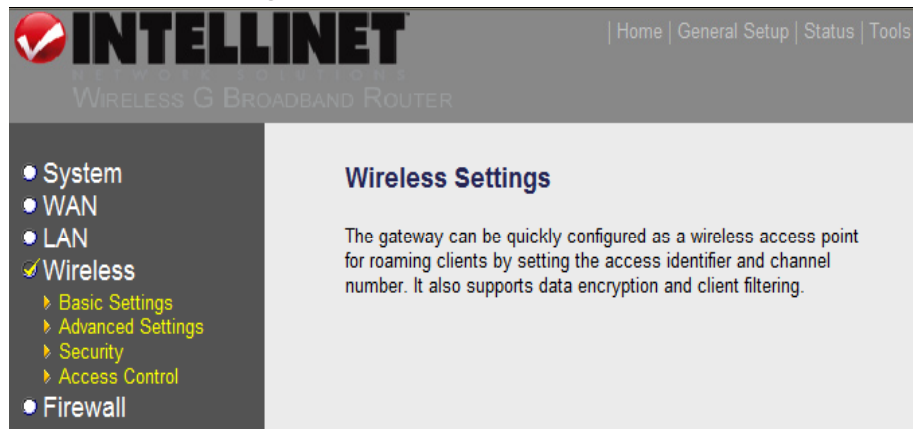 INTELLINET
NETWORK SOLUTIONS
WIRELESS G BROADBAND ROUTER
| Home | General Setup | Status | Tools
System
WAN
LAN
Wireless
Basic Settings
Advanced Settings
Security
Access Control
Firewall
Wireless Settings
The gateway can be quickly configured as a wireless access point
for roaming clients by setting the access identifier and channel
number. It also supports data encryption and client filtering.